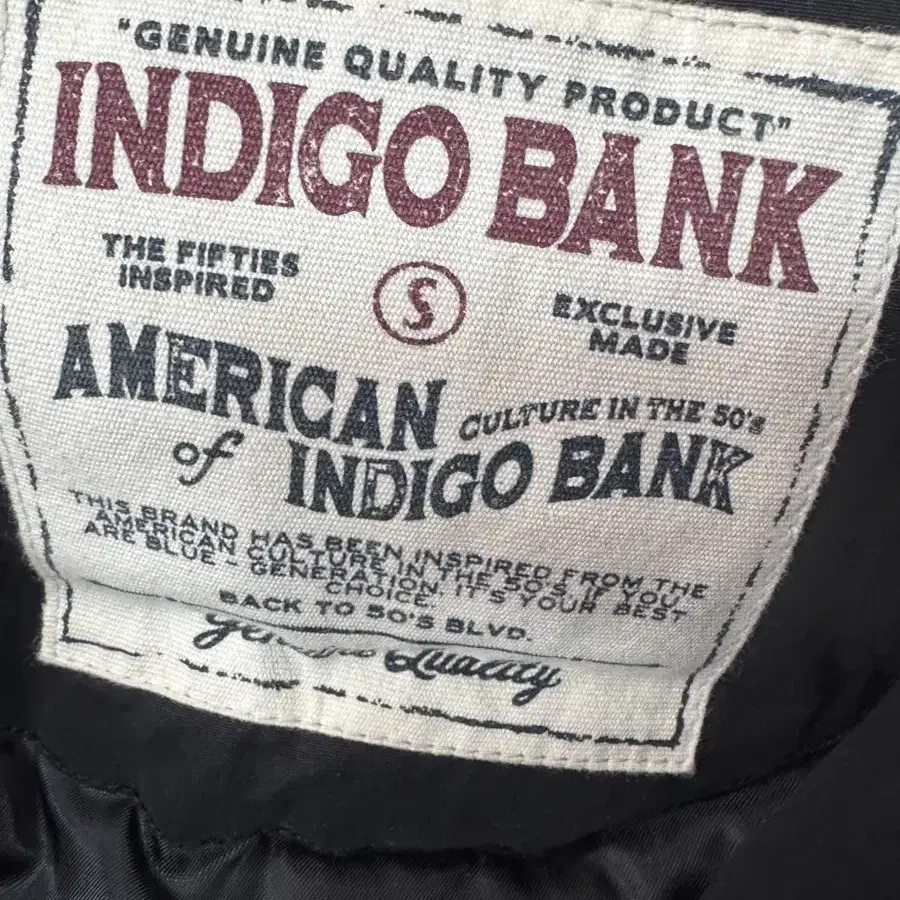 "GENUINE QUALITY PRODUCT"
INDIGO BANK
THE FIFTIES
INSPIRED
S
EXCLUSIVE
MADE
AMERICAN CULTURE IN THE 50's
of INDIGO BANK
THIS BRAND HAS BEEN INSPIRED FROM THE
AMERICAN CULTURE IN THE 50'S. IF YOU
ARE BLUE - GENERATION. IT'S YOUR BEST
CHOICE.
BACK TO 50'S BLVD.